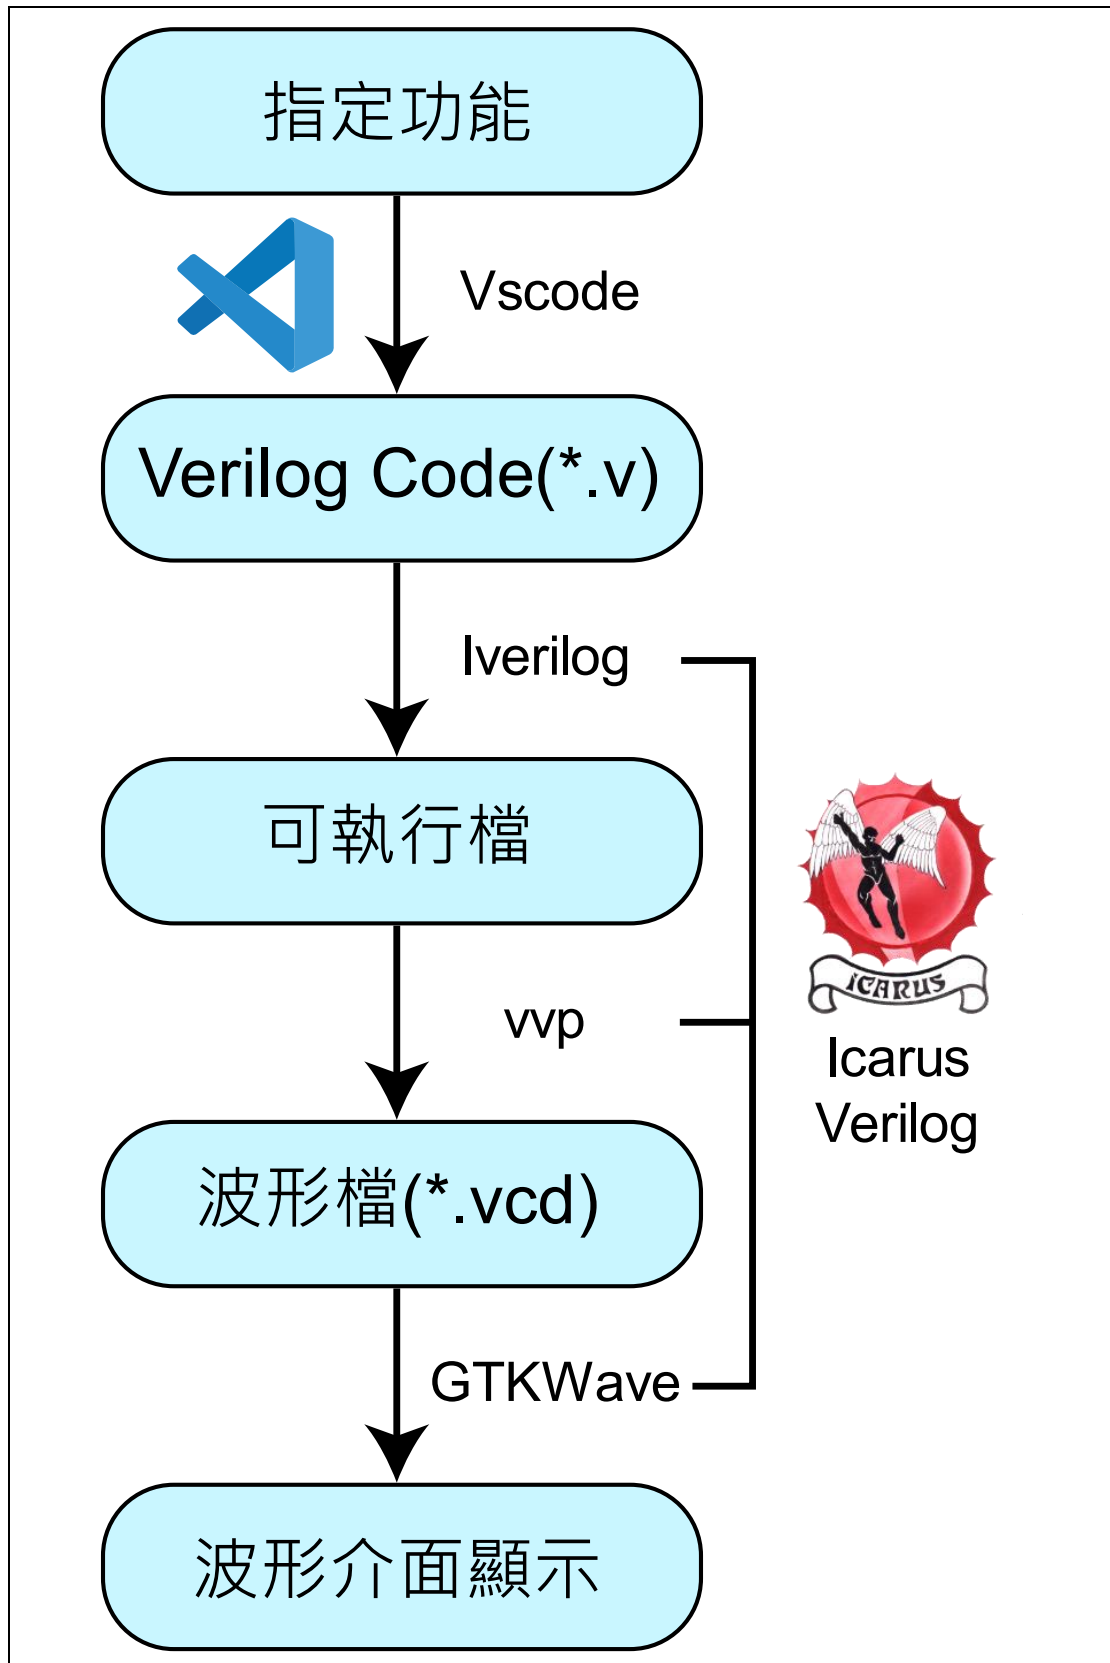 指定功能
Vscode
Verilog Code(*.v)
Iverilog
可執行檔
ICARUS
vvp
Icarus
Verilog
波形檔(*.vcd)
GTKWave
波形介面顯示